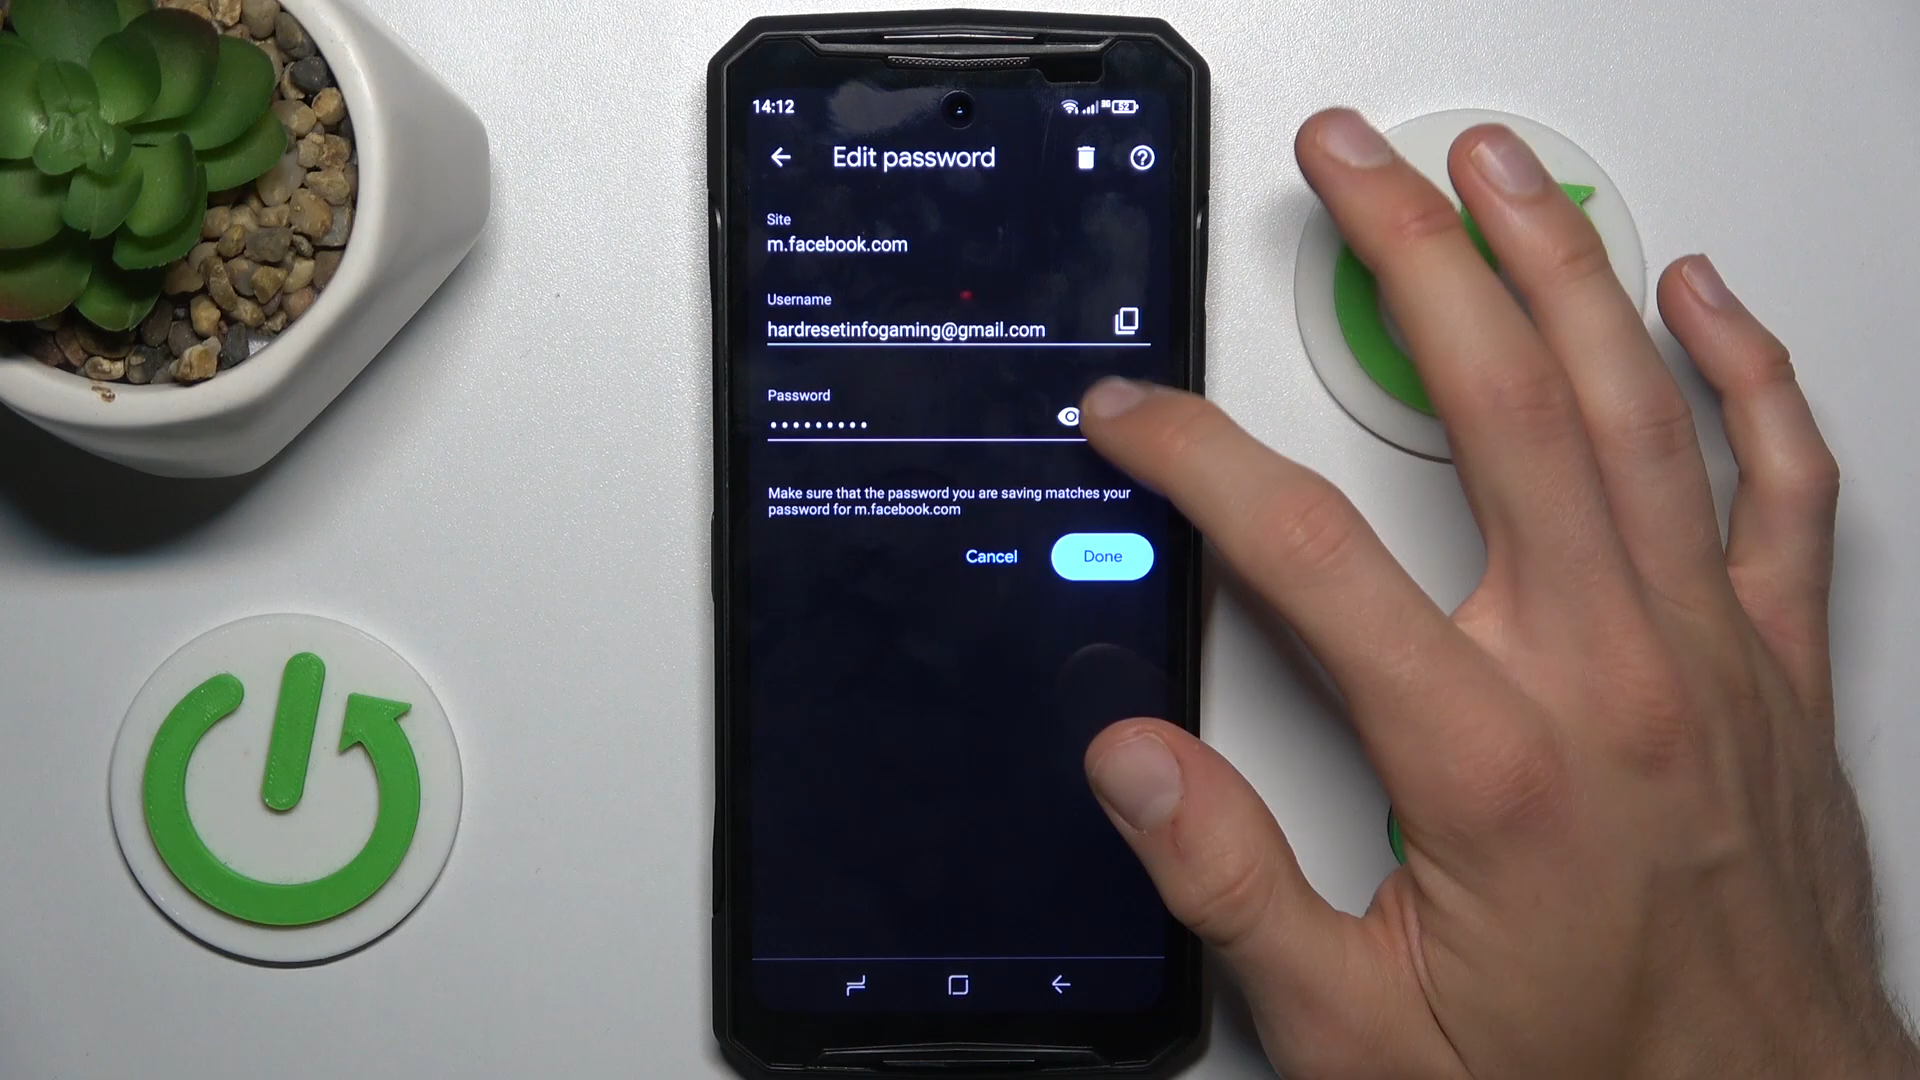 14:12
52
Edit password
Site
m.facebook.com
Username
hardresetinfogaming@gmail.com
Password
•••••••••
Make sure that the password you are saving matches your
password for m.facebook.com
Cancel Done